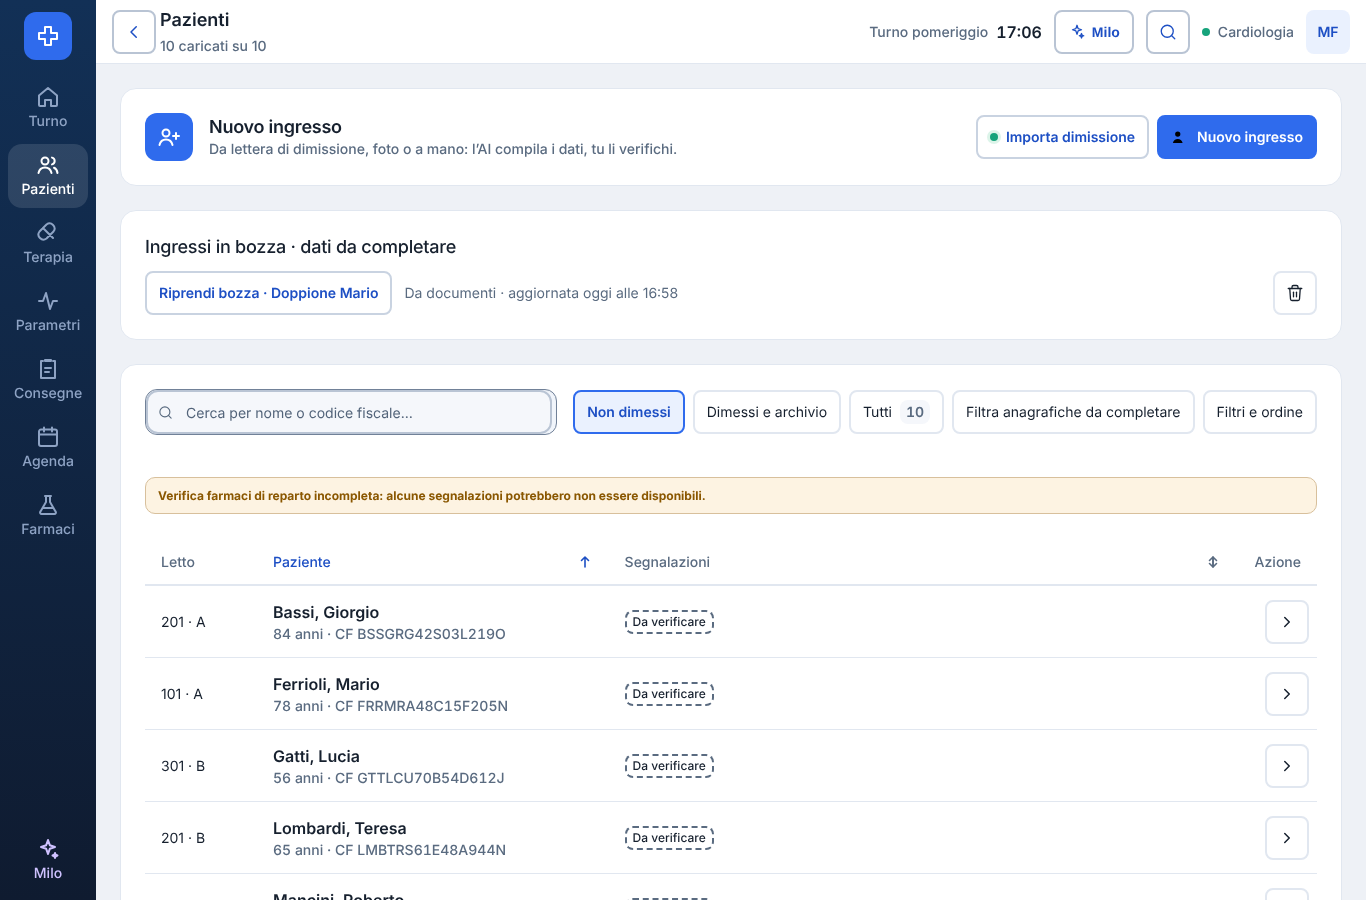 Pazienti
10 caricati su 10
Turno pomeriggio 17:06
Milo
Cardiologia
MF
Turno
Pazienti
Terapia
Parametri
Consegne
Agenda
Farmaci
Milo
Nuovo ingresso
Da lettera di dimissione, foto o a mano: l’AI compila i dati, tu li verifichi.
Importa dimissione
Nuovo ingresso
Ingressi in bozza · dati da completare
Riprendi bozza · Doppione Mario
Da documenti · aggiornata oggi alle 16:58
Cerca per nome o codice fiscale...
Non dimessi
Dimessi e archivio
Tutti 10
Filtra anagrafiche da completare
Filtri e ordine
Verifica farmaci di reparto incompleta: alcune segnalazioni potrebbero non essere disponibili.
Letto Paziente Segnalazioni Azione
201 · A
Bassi, Giorgio
84 anni · CF BSSGRG42S03L219O
Da verificare
101 · A
Ferrioli, Mario
78 anni · CF FRRMRA48C15F205N
Da verificare
301 · B
Gatti, Lucia
56 anni · CF GTTLCU70B54D612J
Da verificare
201 · B
Lombardi, Teresa
65 anni · CF LMBTRS61E48A944N
Da verificare
Mancini, Roberto